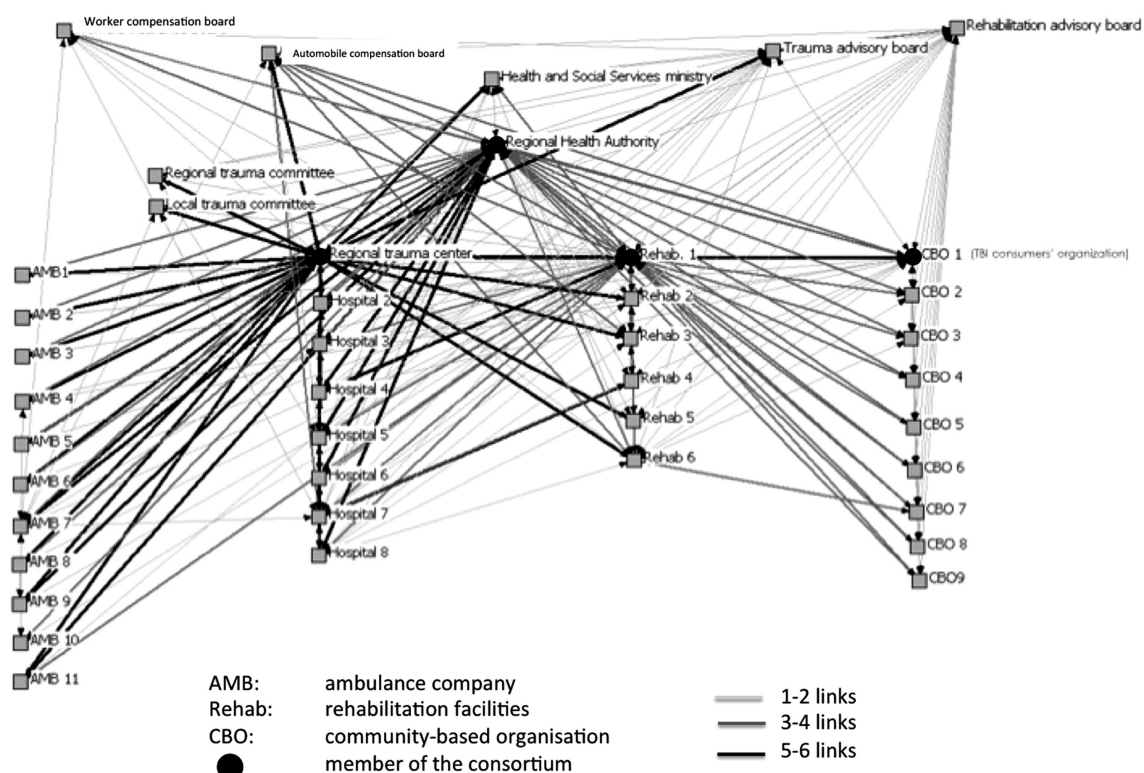 Worker compensation board
Rehabilitation advisory board
Automobile compensation board
Trauma advisory board
Health and Social Services ministry
Regional Health Authority
Regional trauma committee
Local trauma committee
Regional trauma center
Rehab. 1
CBO 1 (TBI consumers' organization)
AMB1
Hospital 2
Rehab 2
CBO 2
AMB 2
Hospital 3
Rehab 3
CBO 3
AMB 3
Hospital 4
Rehab 4
CBO 4
AMB 4
Hospital 5
Rehab 5
CBO 5
AMB 5
Hospital 6
Rehab 6
CBO 6
AMB 6
Hospital 7
CBO 7
AMB 7
Hospital 8
CBO 8
AMB 8
CBO9
AMB 9
AMB 10
AMB 11
AMB: ambulance company
Rehab: rehabilitation facilities
CBO: community-based organisation
member of the consortium
1-2 links
3-4 links
5-6 links